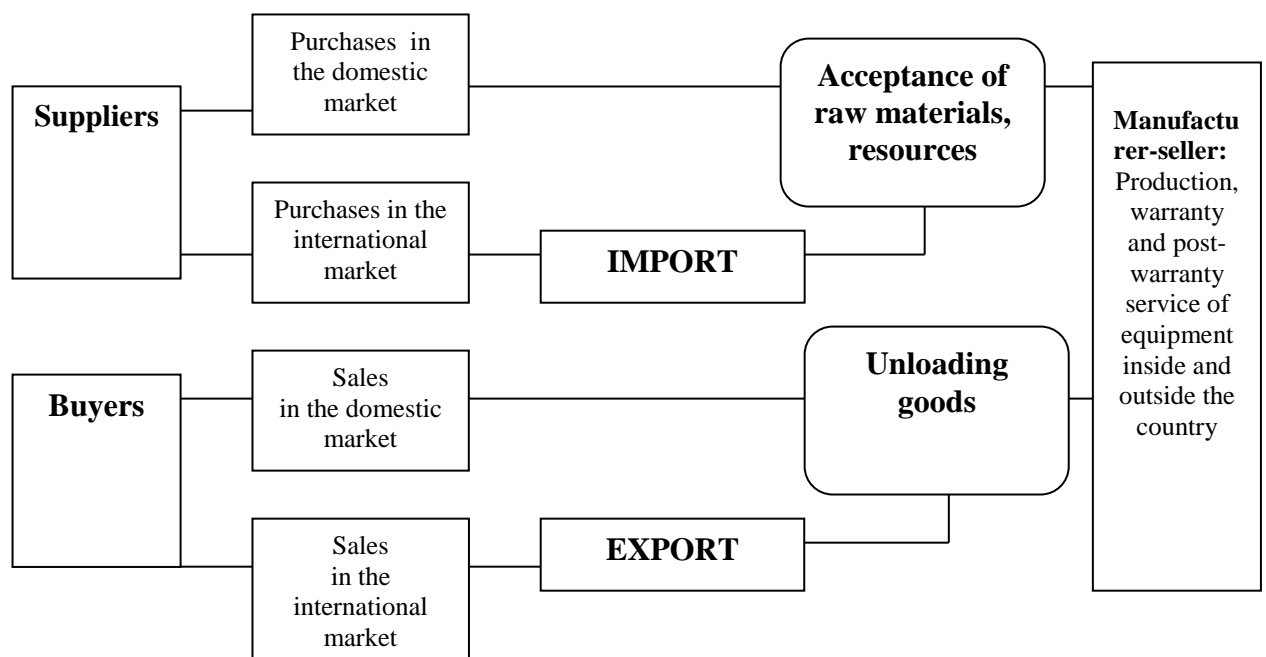 Suppliers
Purchases in
the domestic
market
Purchases in the
international
market
IMPORT
Acceptance of
raw materials,
resources
Manufactu
rer-seller:
Production,
warranty
and post-
warranty
service of
equipment
inside and
outside the
country
Buyers
Sales
in the domestic
market
Sales
in the
international
market
EXPORT
Unloading
goods